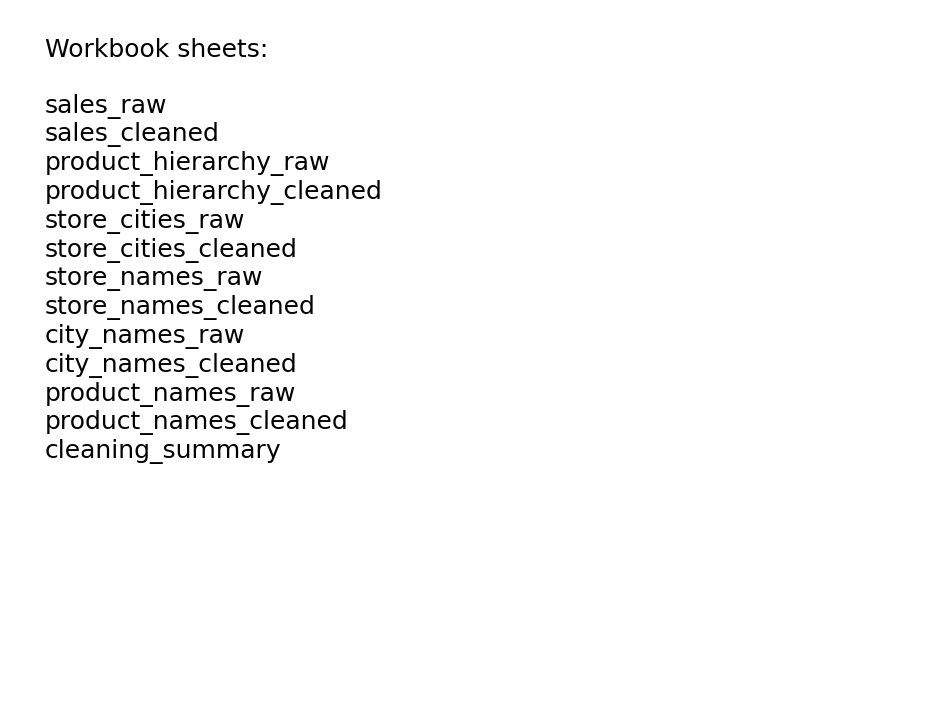 Workbook sheets:
sales_raw
sales_cleaned
product_hierarchy_raw
product_hierarchy_cleaned
store_cities_raw
store_cities_cleaned
store_names_raw
store_names_cleaned
city_names_raw
city_names_cleaned
product_names_raw
product_names_cleaned
cleaning_summary